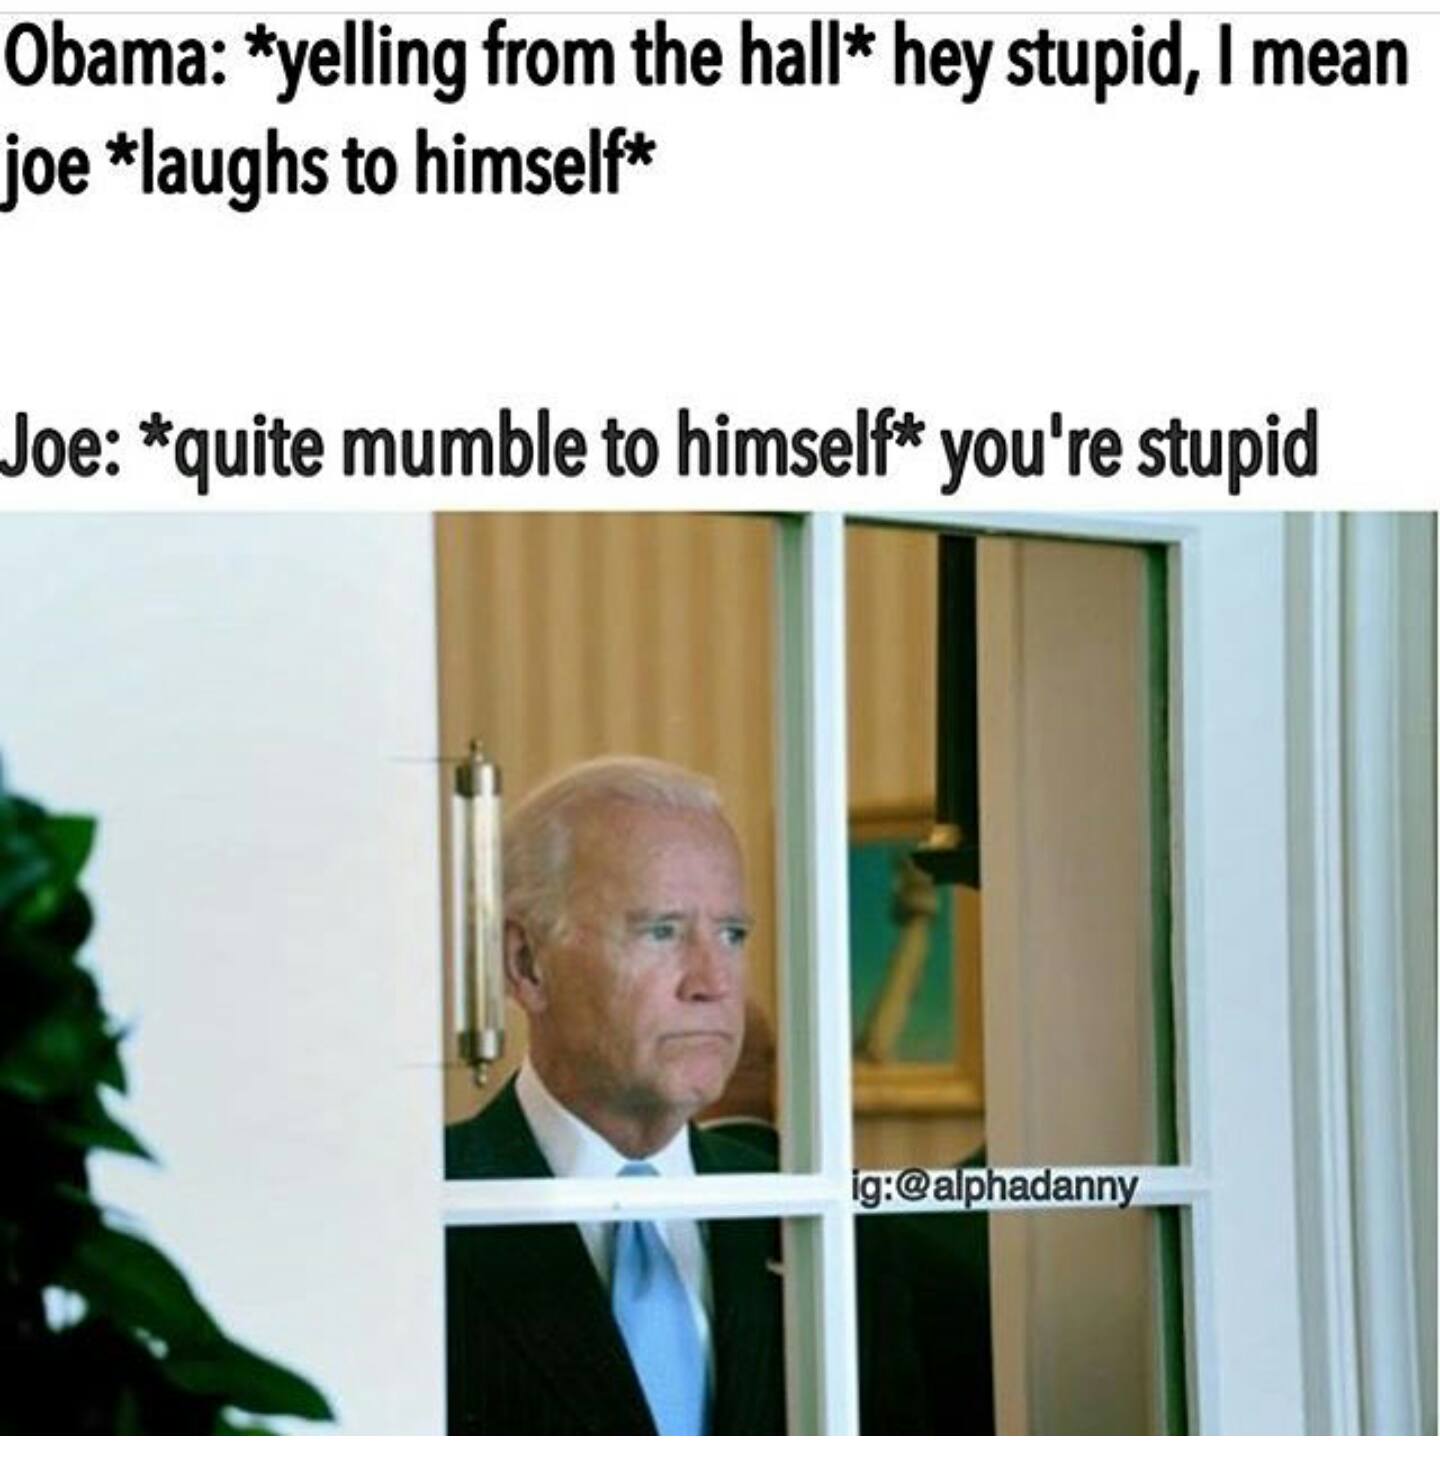 Obama: *yelling from the hall* hey stupid, I mean
joe *laughs to himself*
Joe: *quite mumble to himself* you're stupid
ig:@alphadanny